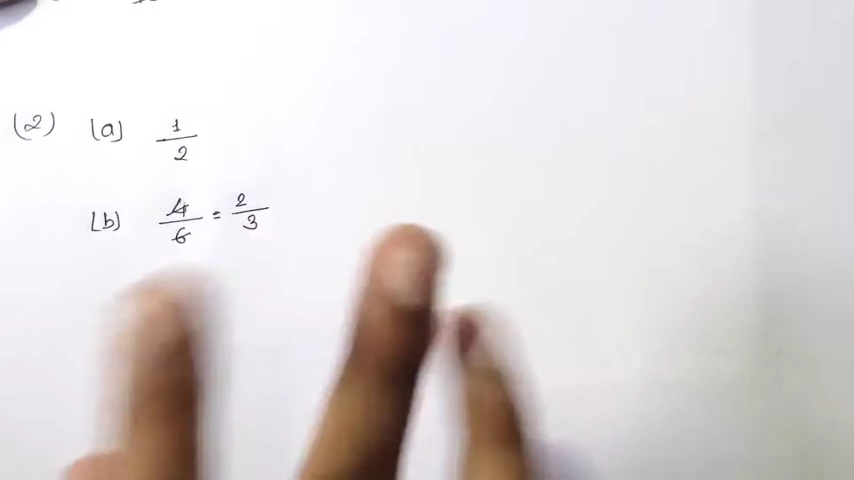 (2) (a) 1/2
(b) 4/6 = 2/3